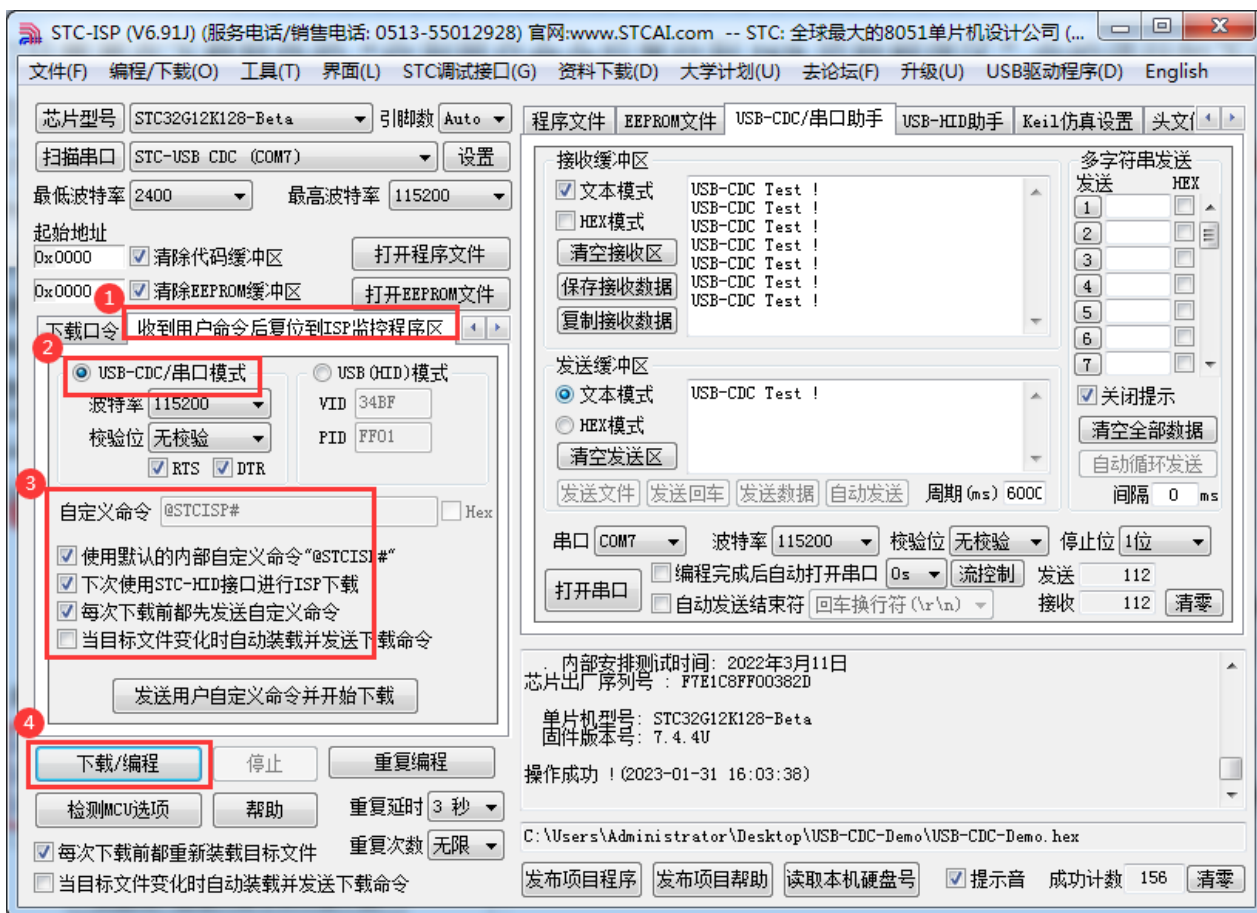 STC-ISP (V6.91J) (服务电话/销售电话: 0513-55012928) 官网:www.STCAI.com -- STC: 全球最大的8051单片机设计公司 (...
文件(F) 编程/下载(O) 工具(T) 界面(L) STC调试接口(G) 资料下载(D) 大学计划(U) 去论坛(F) 升级(U) USB驱动程序(D) English
芯片型号 STC32G12K128-Beta 引脚数 Auto
扫描串口 STC-USB CDC (COM7) 设置
最低波特率 2400 最高波特率 115200
起始地址
0x0000 清除代码缓冲区 打开程序文件
0x0000 清除EEPROM缓冲区 打开EEPROM文件
1
下载口令 收到用户命令后复位到ISP监控程序区
2
USB-CDC/串口模式 USB(HID)模式
波特率 115200 VID 34BF
校验位 无校验 PID FF01
RTS DTR
3
自定义命令 @STCISP# Hex
使用默认的内部自定义命令"@STCISP#"
下次使用STC-HID接口进行ISP下载
每次下载前都先发送自定义命令
当目标文件变化时自动装载并发送下载命令
发送用户自定义命令并开始下载
4
下载/编程 停止 重复编程
检测MCU选项 帮助 重复延时 3 秒
每次下载前都重新装载目标文件 重复次数 无限
当目标文件变化时自动装载并发送下载命令
程序文件 EEPROM文件 USB-CDC/串口助手 USB-HID助手 Keil仿真设置 头文
接收缓冲区
文本模式
HEX模式
清空接收区
保存接收数据
复制接收数据
USB-CDC Test !
USB-CDC Test !
USB-CDC Test !
USB-CDC Test !
USB-CDC Test !
USB-CDC Test !
USB-CDC Test !
发送缓冲区
文本模式 USB-CDC Test !
HEX模式
清空发送区
发送文件 发送回车 发送数据 自动发送 周期(ms) 6000
多字符串发送
发送 HEX
1
2
3
4
5
6
7
关闭提示
清空全部数据
自动循环发送
间隔 0 ms
串口 COM7 波特率 115200 校验位 无校验 停止位 1位
打开串口 编程完成后自动打开串口 0s 流控制 发送 112
自动发送结束符 回车换行符(\r\n) 接收 112 清零
. 内部安排测试时间: 2022年3月11日
芯片出厂序列号 : F7E1C8FF00382D
单片机型号: STC32G12K128-Beta
固件版本号: 7.4.4U
操作成功 !(2023-01-31 16:03:38)
C:\Users\Administrator\Desktop\USB-CDC-Demo\USB-CDC-Demo.hex
发布项目程序 发布项目帮助 读取本机硬盘号 提示音 成功计数 156 清零